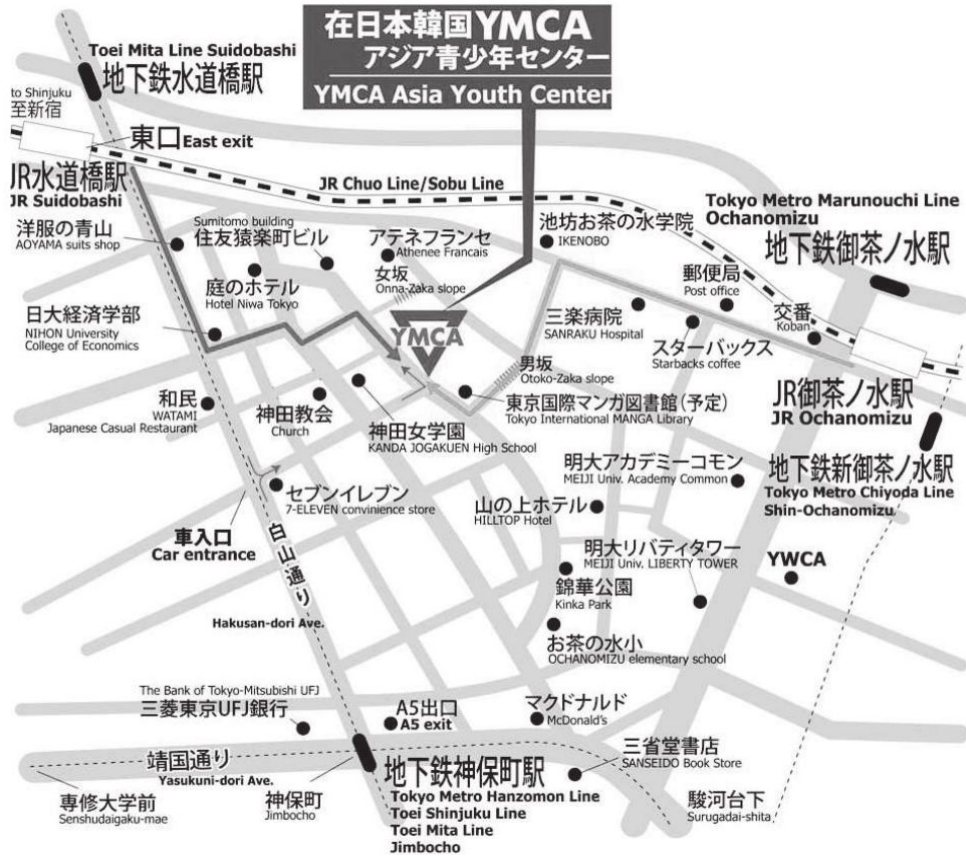 在日本韓国YMCA
アジア青少年センター
YMCA Asia Youth Center
Toei Mita Line Suidobashi
地下鉄水道橋駅
to Shinjuku
至新宿
東口East exit
JR水道橋駅
JR Suidobashi
JR Chuo Line/Sobu Line
Tokyo Metro Marunouchi Line
Ochanomizu
地下鉄御茶ノ水駅
洋服の青山
AOYAMA suits shop
Sumitomo building
住友猿楽町ビル
アテネフランセ
Athenee Francais
池坊お茶の水学院
IKENOBO
女坂
Onna-Zaka slope
庭のホテル
Hotel Niwa Tokyo
郵便局
Post office
交番
Koban
日大経済学部
NIHON University
College of Economics
YMCA
三楽病院
SANRAKU Hospital
スターバックス
Starbacks coffee
男坂
Otoko-Zaka slope
和民
WATAMI
Japanese Casual Restaurant
神田教会
Church
神田女学園
KANDA JOGAKUEN High School
東京国際マンガ図書館(予定)
Tokyo International MANGA Library
JR御茶ノ水駅
JR Ochanomizu
地下鉄新御茶ノ水駅
Tokyo Metro Chiyoda Line
Shin-Ochanomizu
明大アカデミーコモン
MEIJI Univ. Academy Common
セブンイレブン
7-ELEVEN convinience store
山の上ホテル
HILLTOP Hotel
車入口
Car entrance
白山通り
Hakusan-dori Ave.
明大リバティタワー
MEIJI Univ. LIBERTY TOWER
YWCA
錦華公園
Kinka Park
お茶の水小
OCHANOMIZU elementary school
The Bank of Tokyo-Mitsubishi UFJ
三菱東京UFJ銀行
A5出口
A5 exit
マクドナルド
McDonald's
靖国通り
Yasukuni-dori Ave.
三省堂書店
SANSEIDO Book Store
専修大学前
Senshudaigaku-mae
神保町
Jimbocho
地下鉄神保町駅
Tokyo Metro Hanzomon Line
Toei Shinjuku Line
Toei Mita Line
Jimbocho
駿河台下
Surugadai-shita